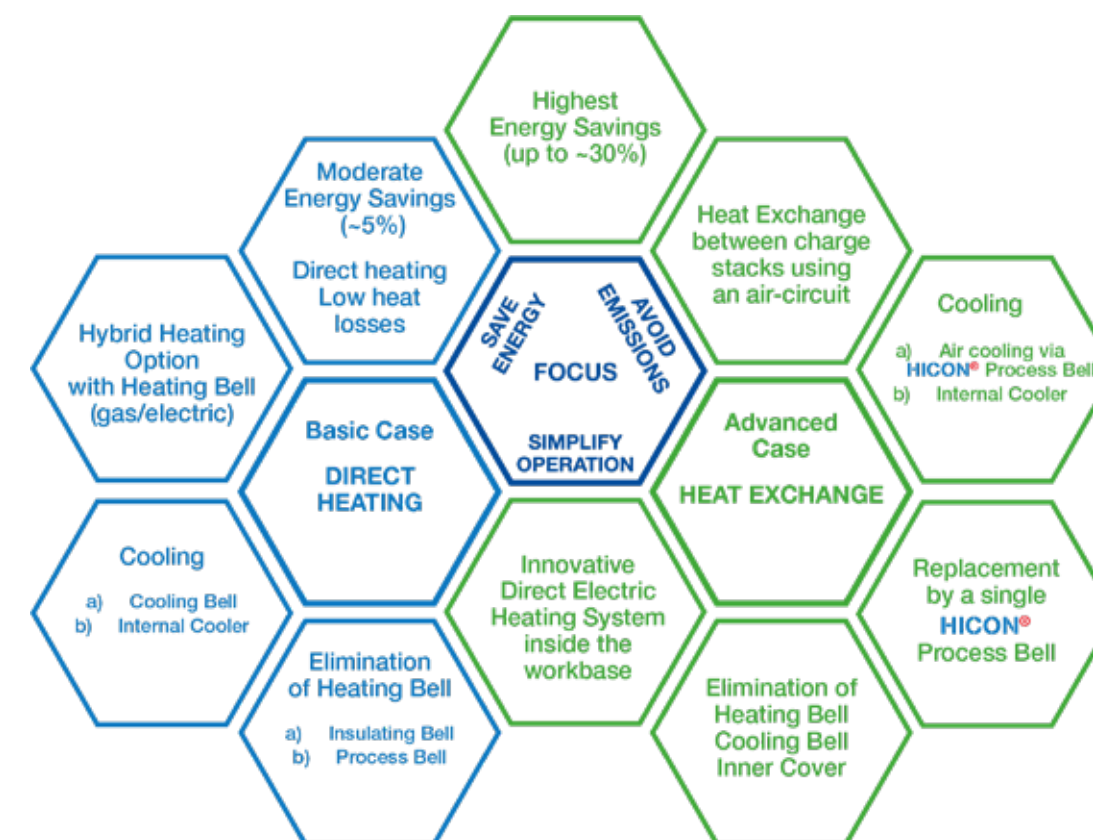 Highest
Energy Savings
(up to ~30%)
Moderate
Energy Savings
(~5%)
Direct heating
Low heat
losses
Heat Exchange
between charge
stacks using
an air-circuit
Hybrid Heating
Option
with Heating Bell
(gas/electric)
SAVE
ENERGY
AVOID
EMISSIONS
FOCUS
SIMPLIFY
OPERATION
Cooling
a) Air cooling via
HICON® Process Bell
b) Internal Cooler
Basic Case
DIRECT
HEATING
Advanced
Case
HEAT EXCHANGE
Cooling
a) Cooling Bell
b) Internal Cooler
Innovative
Direct Electric
Heating System
inside the
workbase
Replacement
by a single
HICON®
Process Bell
Elimination
of Heating Bell
a) Insulating Bell
b) Process Bell
Elimination of
Heating Bell
Cooling Bell
Inner Cover